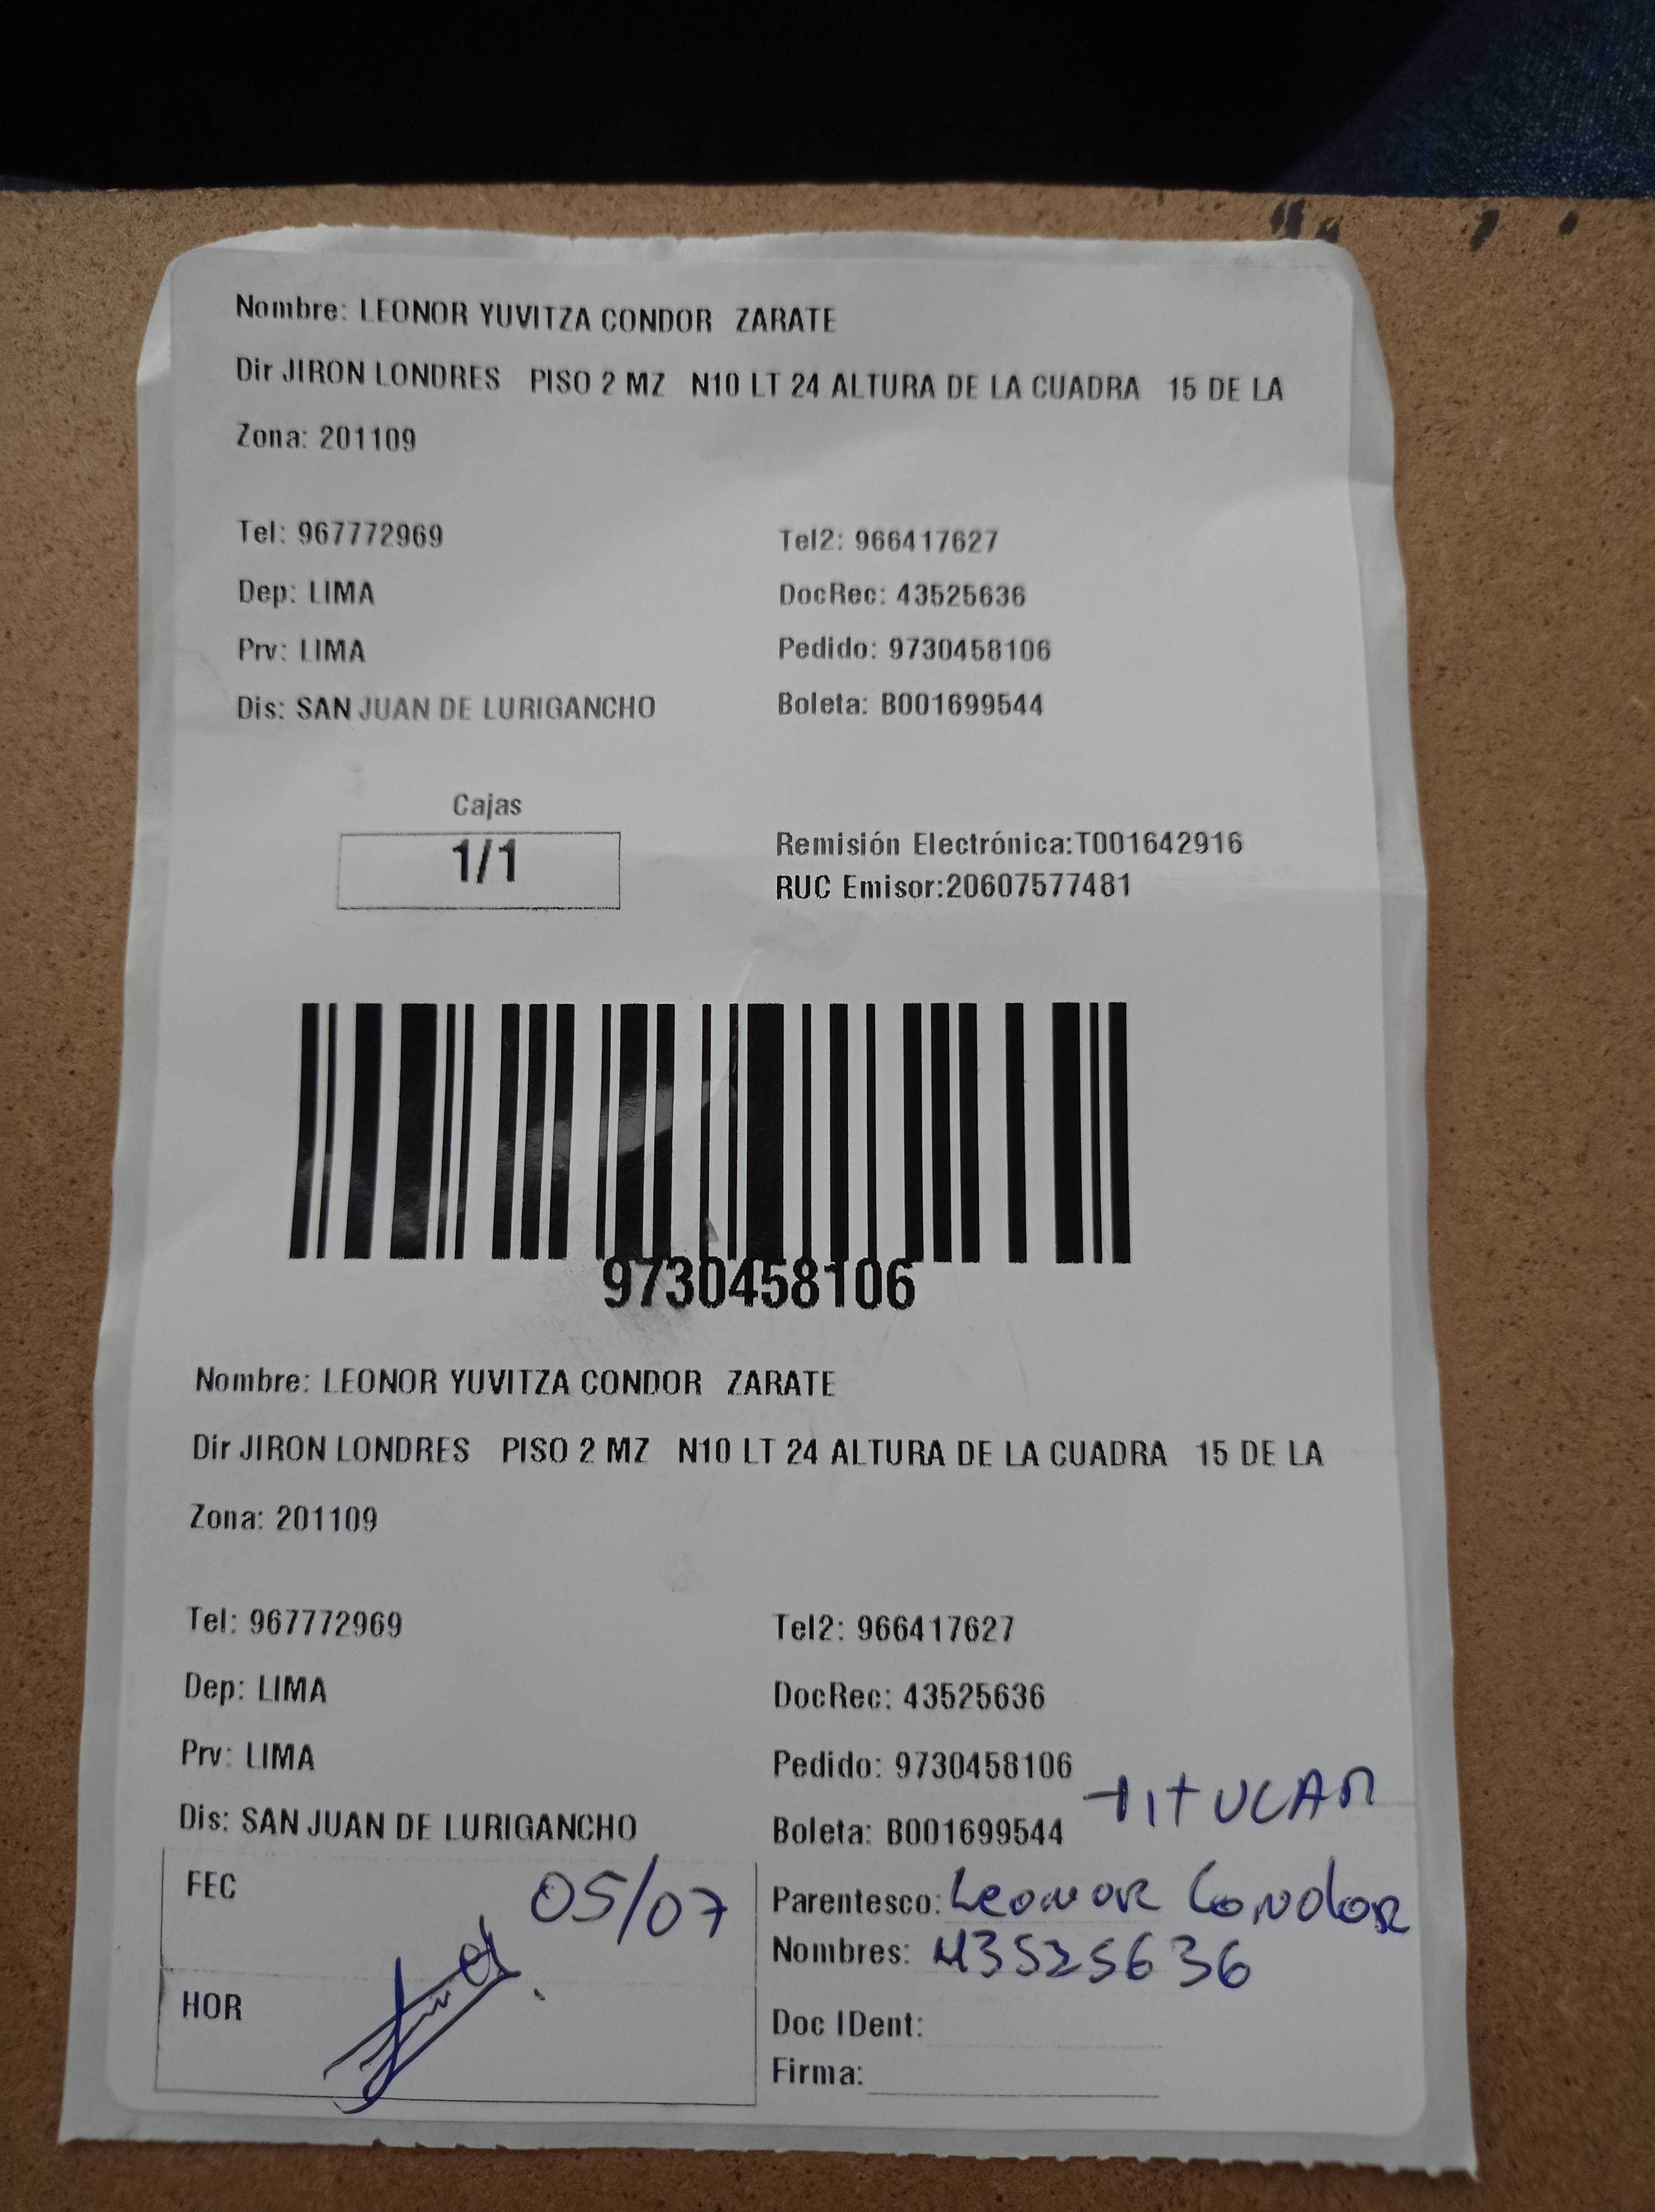 Nombre: LEONOR YUVITZA CONDOR ZARATE
Dir JIRON LONDRES PISO 2 MZ N10 LT 24 ALTURA DE LA CUADRA 15 DE LA
Zona: 201109
Tel: 967772969 Tel2: 966417627
Dep: LIMA DocRec: 43525636
Prv: LIMA Pedido: 9730458106
Dis: SAN JUAN DE LURIGANCHO Boleta: B001699544
Cajas
1/1
Remisión Electrónica:T001642916
RUC Emisor:20607577481
9730458106
Nombre: LEONOR YUVITZA CONDOR ZARATE
Dir JIRON LONDRES PISO 2 MZ N10 LT 24 ALTURA DE LA CUADRA 15 DE LA
Zona: 201109
Tel: 967772969 Tel2: 966417627
Dep: LIMA DocRec: 43525636
Prv: LIMA Pedido: 9730458106
TITULAR
Dis: SAN JUAN DE LURIGANCHO Boleta: B001699544
FEC 05/07 Parentesco: Leonor Condor
Nombres: 43525636
HOR Doc IDent:
Firma: